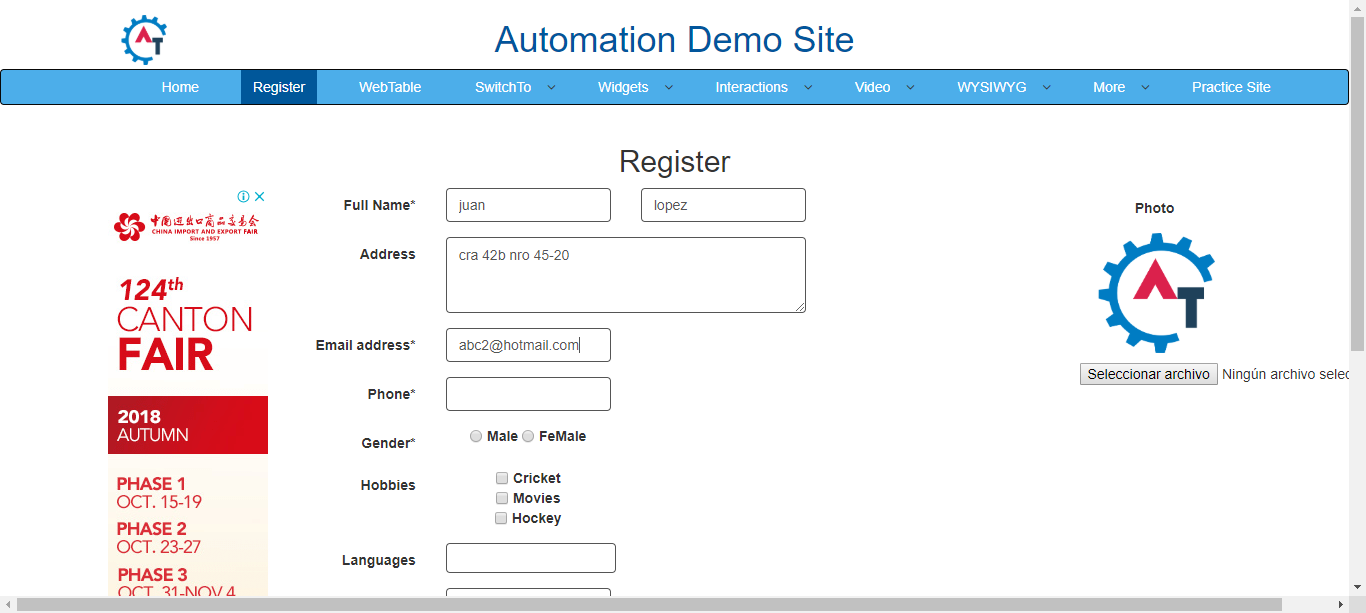 AT
Automation Demo Site
Home Register WebTable SwitchTo Widgets Interactions Video WYSIWYG More Practice Site
Register
中国进出口商品交易会
CHINA IMPORT AND EXPORT FAIR
Since 1957
124th
CANTON
FAIR
2018
AUTUMN
PHASE 1
OCT. 15-19
PHASE 2
OCT. 23-27
PHASE 3
OCT. 31-NOV 4
Full Name* juan lopez
Address cra 42b nro 45-20
Email address* abc2@hotmail.com
Phone*
Gender* Male FeMale
Hobbies Cricket
Movies
Hockey
Languages
Photo
AT
Seleccionar archivo Ningún archivo selec